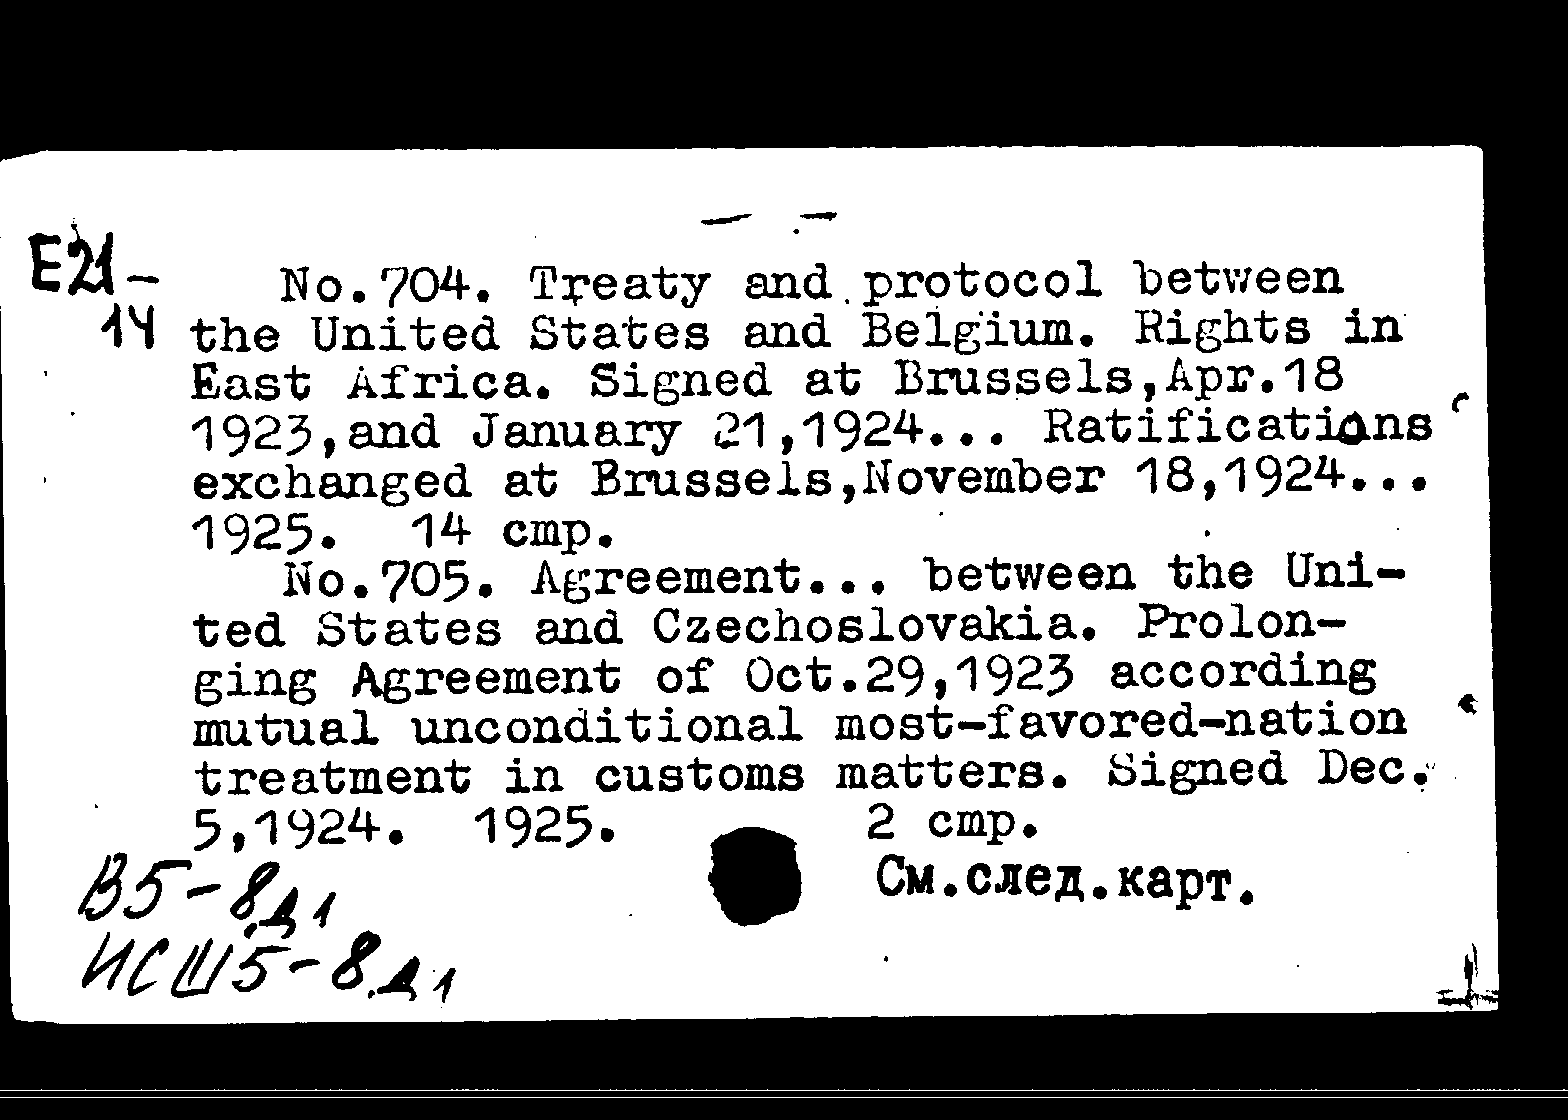 E21-
14
No.704. Treaty and protocol between
the United States and Belgium. Rights in
East Africa. Signed at Brussels,Apr.18
1923,and January 21,1924... Ratifications
exchanged at Brussels,November 18,1924...
1925. 14 стр.
No.705. Agreement... between the Uni-
ted States and Czechoslovakia. Prolon-
ging Agreement of Oct.29,1923 according
mutual unconditional most-favored-nation
treatment in customs matters. Signed Dec.
5,1924. 1925. 2 стр.
См.след.карт.
В5-8.Д1
ИСШ5-8.Д1